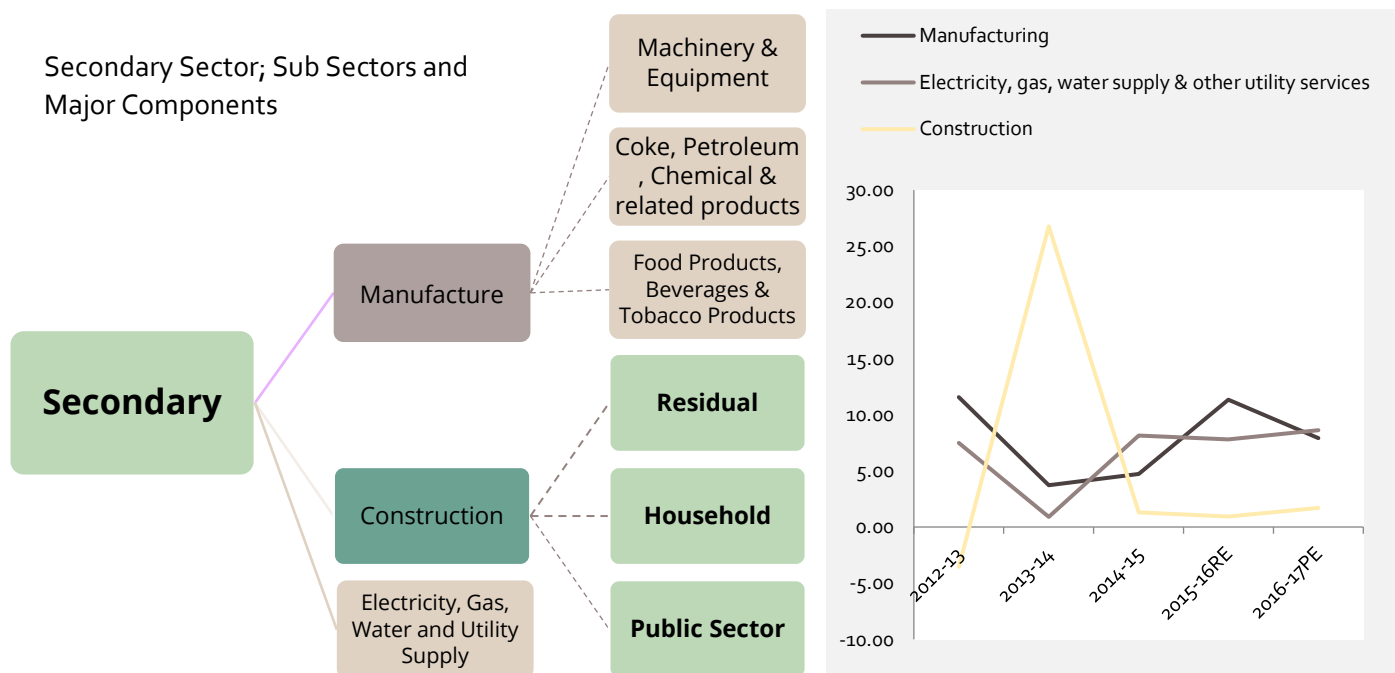 Secondary Sector; Sub Sectors and
Major Components
Secondary
Manufacture
Construction
Electricity, Gas,
Water and Utility
Supply
Machinery &
Equipment
Coke, Petroleum
, Chemical &
related products
Food Products,
Beverages &
Tobacco Products
Residual
Household
Public Sector
Manufacturing
Electricity, gas, water supply & other utility services
Construction
30.00
25.00
20.00
15.00
10.00
5.00
0.00
-5.00
-10.00
2012-13
2013-14
2014-15
2015-16RE
2016-17PE